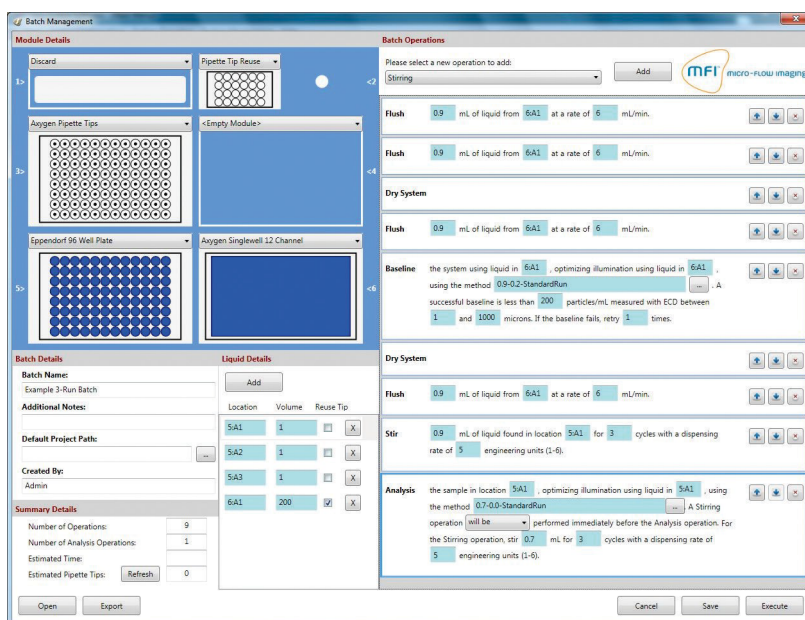 Batch Management
Module Details
Discard
Pipette Tip Reuse
1>
<2
Axygen Pipette Tips
<Empty Module>
3>
<4
Eppendorf 96 Well Plate
Axygen Singlewell 12 Channel
5>
<6
Batch Details
Batch Name:
Example 3-Run Batch
Additional Notes:
Default Project Path:
...
Created By:
Admin
Summary Details
Number of Operations: 9
Number of Analysis Operations: 1
Estimated Time:
Estimated Pipette Tips: Refresh 0
Liquid Details
Add
Location Volume Reuse Tip
5:A1 1 X
5:A2 1 X
5:A3 1 X
6:A1 200 X
Open Export
Batch Operations
Please select a new operation to add:
Stirring
Add
MFI micro-flow imaging
Flush 0.9 mL of liquid from 6:A1 at a rate of 6 mL/min.
Flush 0.9 mL of liquid from 6:A1 at a rate of 6 mL/min.
Dry System
Flush 0.9 mL of liquid from 6:A1 at a rate of 6 mL/min.
Baseline the system using liquid in 6:A1 , optimizing illumination using liquid in 6:A1 ,
using the method 0.9-0.2-StandardRun ... . A
successful baseline is less than 200 particles/mL measured with ECD between
1 and 1000 microns. If the baseline fails, retry 1 times.
Dry System
Flush 0.9 mL of liquid from 6:A1 at a rate of 6 mL/min.
Stir 0.9 mL of liquid found in location 5:A1 for 3 cycles with a dispensing
rate of 5 engineering units (1-6).
Analysis the sample in location 5:A1 , optimizing illumination using liquid in 5:A1 , using
the method 0.7-0.0-StandardRun ... A Stirring
operation will be performed immediately before the Analysis operation. For
the Stirring operation, stir 0.7 mL for 3 cycles with a dispensing rate of
5 engineering units (1-6).
Cancel Save Execute